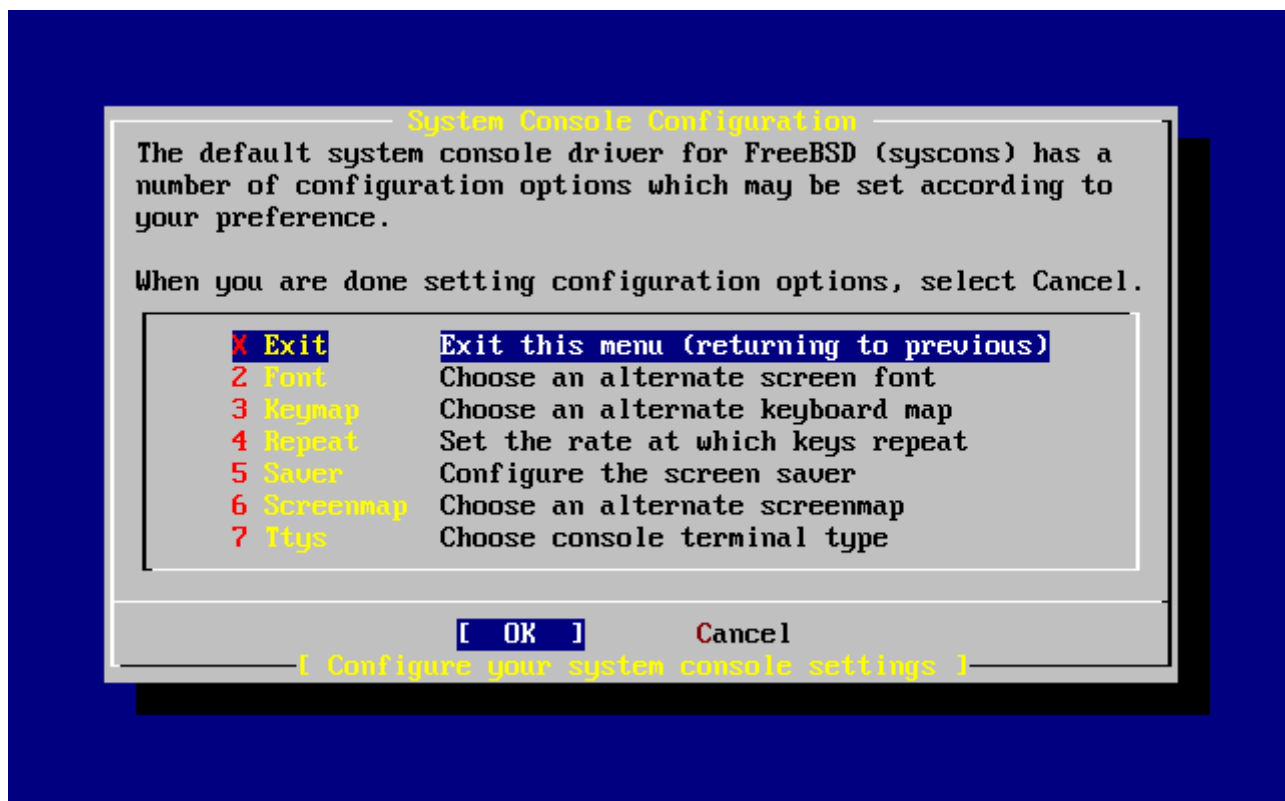 System Console Configuration
The default system console driver for FreeBSD (syscons) has a
number of configuration options which may be set according to
your preference.
When you are done setting configuration options, select Cancel.
X Exit Exit this menu (returning to previous)
2 Font Choose an alternate screen font
3 Keymap Choose an alternate keyboard map
4 Repeat Set the rate at which keys repeat
5 Saver Configure the screen saver
6 Screenmap Choose an alternate screenmap
7 Ttys Choose console terminal type
[ OK ] Cancel
[ Configure your system console settings ]